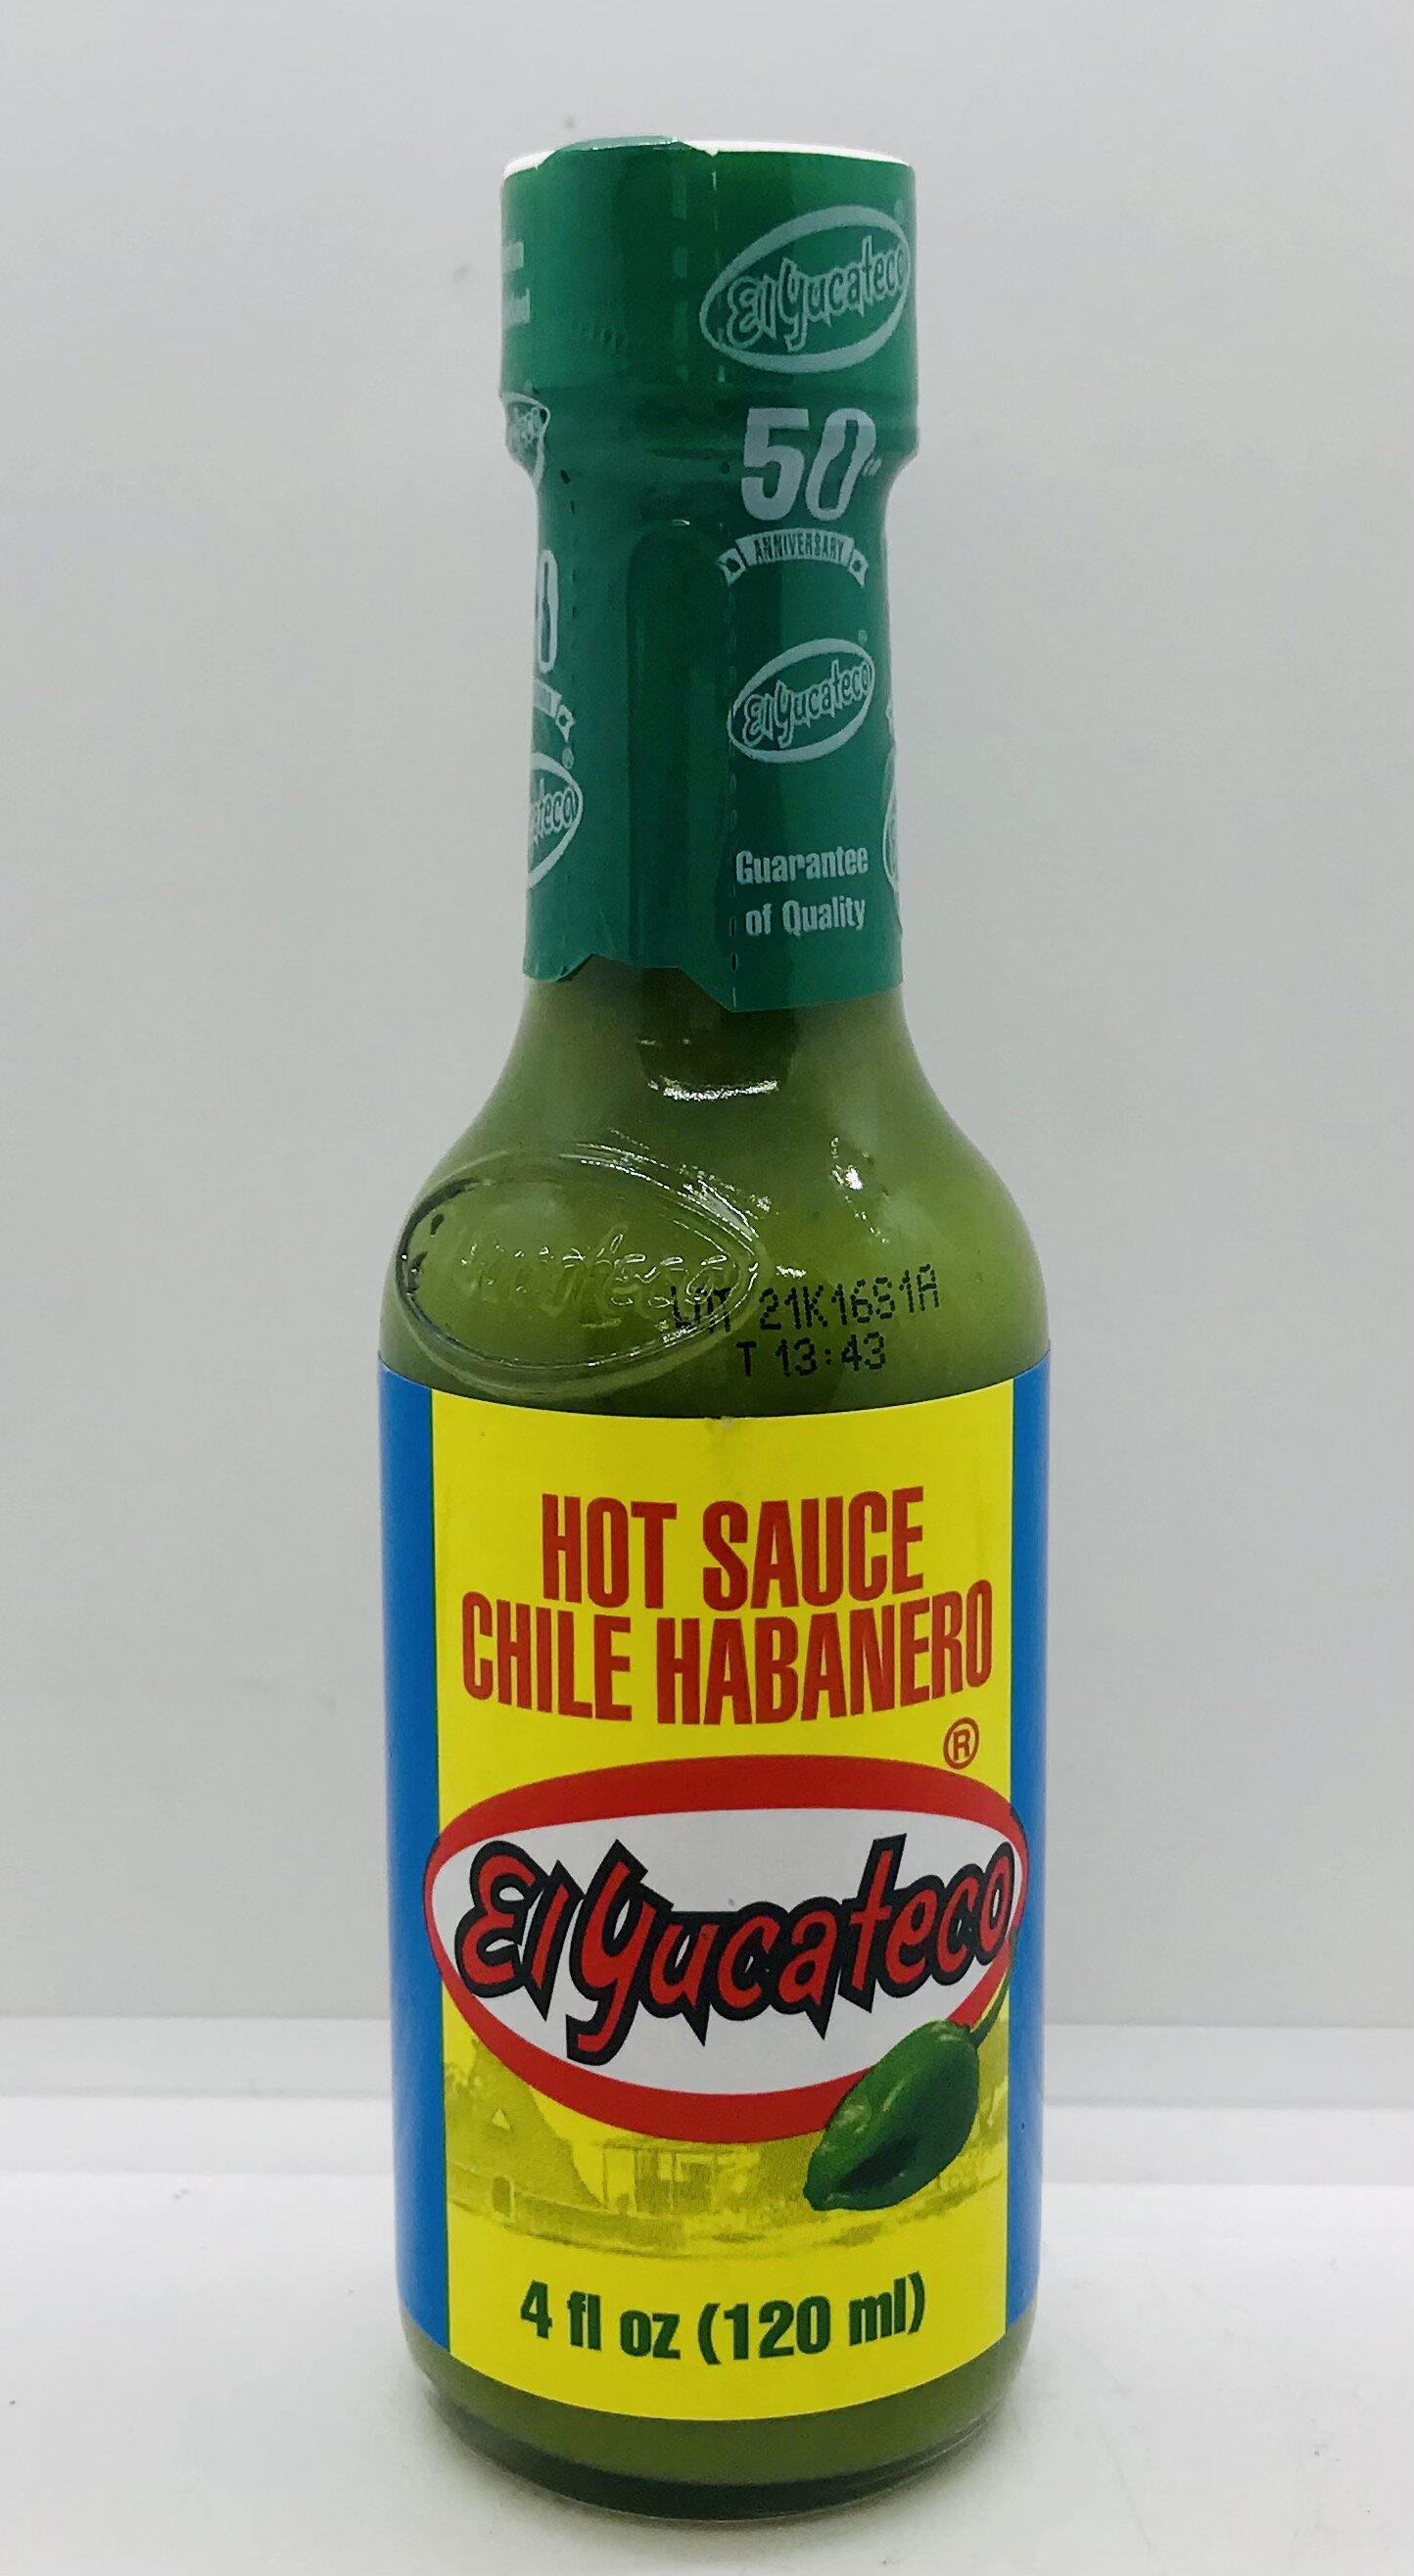 El Yucateco
50
ANNIVERSARY
El Yucateco
Guarantee
of Quality
21K16S1A
T 13:43
HOT SAUCE
CHILE HABANERO
®
El Yucateco
4 fl oz (120 ml)